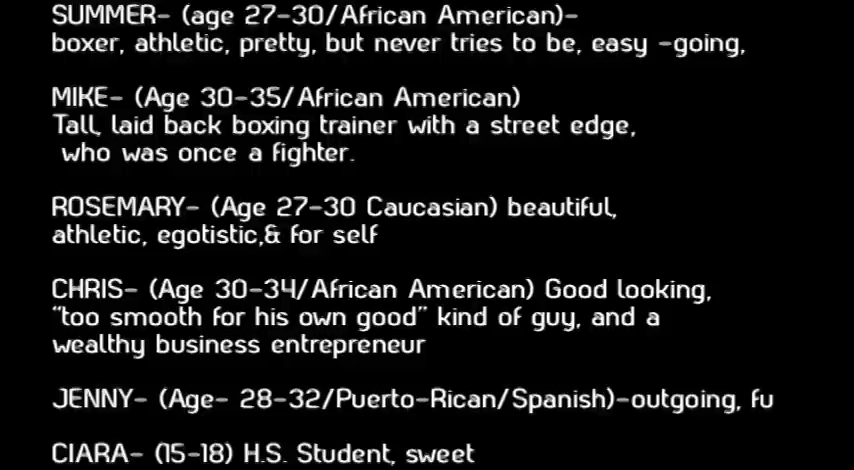 SUMMER- (age 27-30/African American)-
boxer, athletic, pretty, but never tries to be, easy -going,
MIKE- (Age 30-35/African American)
Tall, laid back boxing trainer with a street edge,
who was once a fighter.
ROSEMARY- (Age 27-30 Caucasian) beautiful,
athletic, egotistic,& for self
CHRIS- (Age 30-34/African American) Good looking,
"too smooth for his own good" kind of guy, and a
wealthy business entrepreneur
JENNY- (Age- 28-32/Puerto-Rican/Spanish)-outgoing, fu
CIARA- (15-18) H.S. Student, sweet